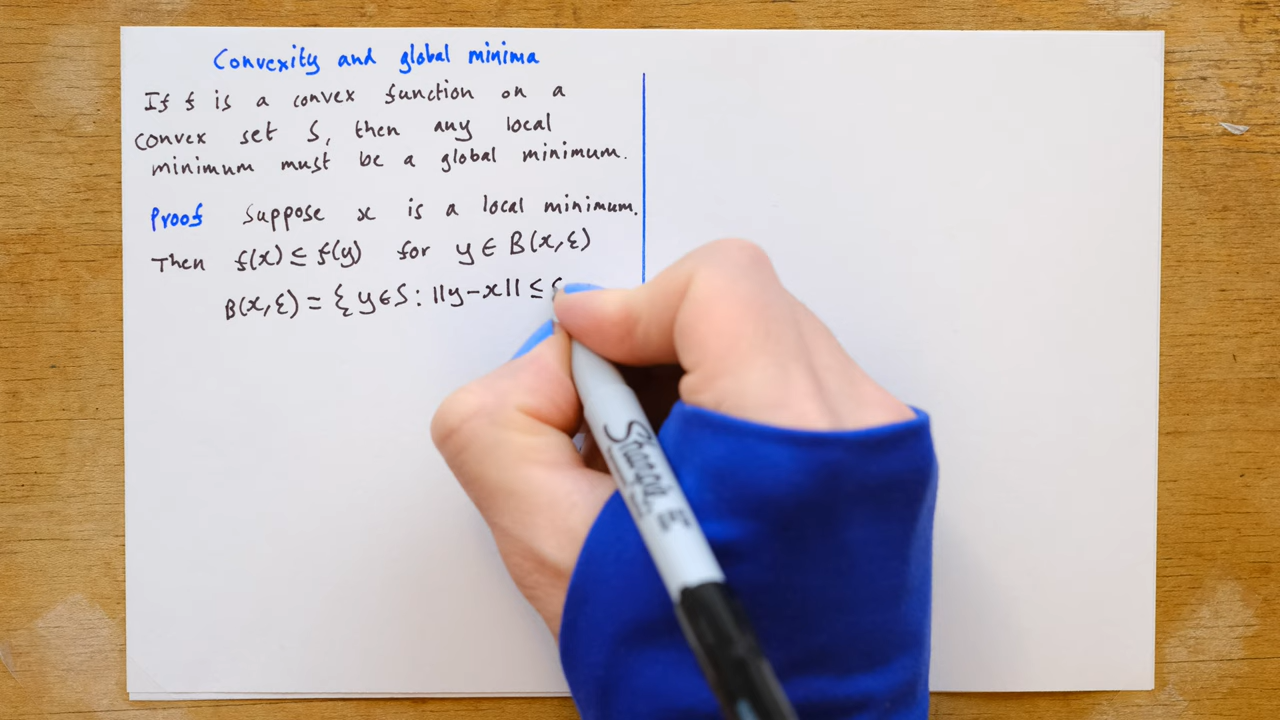 Convexity and global minima
If f is a convex function on a
convex set S, then any local
minimum must be a global minimum.
Proof Suppose x is a local minimum.
Then f(x) ≤ f(y) for y ∈ B(x,ε)
B(x,ε) = { y ∈ S : ||y-x|| ≤
Sharpie